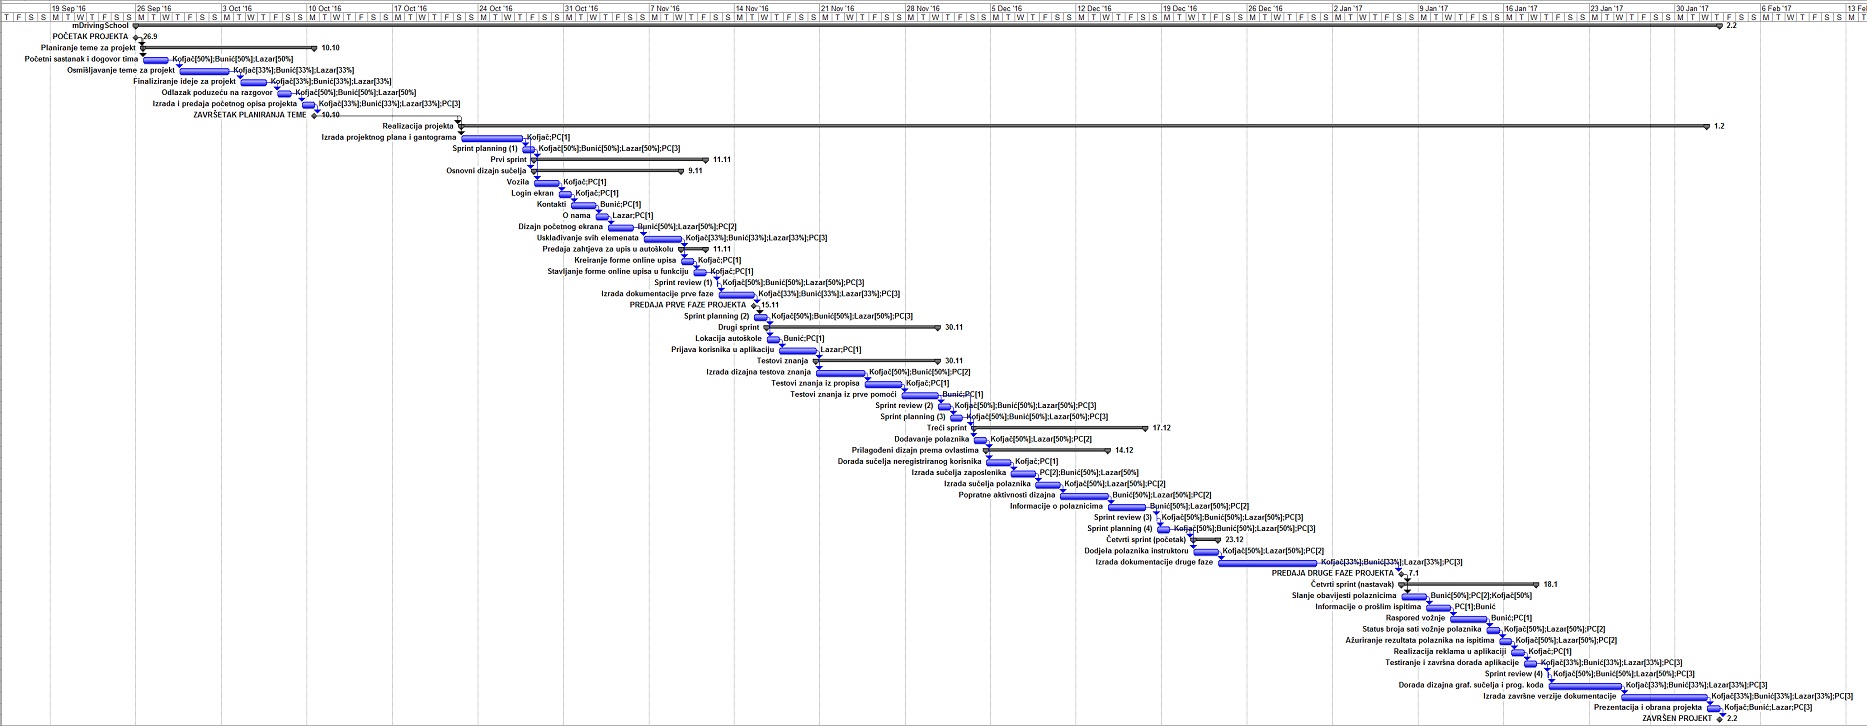 19 Sep '16 26 Sep '16 3 Oct '16 10 Oct '16 17 Oct '16 24 Oct '16 31 Oct '16 7 Nov '16 14 Nov '16 21 Nov '16 28 Nov '16 5 Dec '16 12 Dec '16 19 Dec '16 26 Dec '16 2 Jan '17 9 Jan '17 16 Jan '17 23 Jan '17 30 Jan '17 6 Feb '17 13 Feb
mDrivingSchool 2.2
POČETAK PROJEKTA 26.9
Planiranje teme za projekt 10.10
Početni sastanak i dogovor tima Kofjač[50%];Bunić[50%];Lazar[50%]
Osmišljavanje teme za projekt Kofjač[33%];Bunić[33%];Lazar[33%]
Finaliziranje ideje za projekt Kofjač[33%];Bunić[33%];Lazar[33%]
Odlazak poduzeću na razgovor Kofjač[50%];Bunić[50%];Lazar[50%]
Izrada i predaja početnog opisa projekta Kofjač[33%];Bunić[33%];Lazar[33%];PC[3]
ZAVRŠETAK PLANIRANJA TEME 10.10
Realizacija projekta 1.2
Izrada projektnog plana i gantograma Kofjač;PC[1]
Sprint planning (1) Kofjač[50%];Bunić[50%];Lazar[50%];PC[3]
Prvi sprint 11.11
Osnovni dizajn sučelja 9.11
Vozila Kofjač;PC[1]
Login ekran Kofjač;PC[1]
Kontakti Bunić;PC[1]
O nama Lazar;PC[1]
Dizajn početnog ekrana Bunić[50%];Lazar[50%];PC[2]
Usklađivanje svih elemenata Kofjač[33%];Bunić[33%];Lazar[33%];PC[3]
Predaja zahtjeva za upis u autoškolu 11.11
Kreiranje forme online upisa Kofjač;PC[1]
Stavljanje forme online upisa u funkciju Kofjač;PC[1]
Sprint review (1) Kofjač[50%];Bunić[50%];Lazar[50%];PC[3]
Izrada dokumentacije prve faze Kofjač[33%];Bunić[33%];Lazar[33%];PC[3]
PREDAJA PRVE FAZE PROJEKTA 15.11
Sprint planning (2) Kofjač[50%];Bunić[50%];Lazar[50%];PC[3]
Drugi sprint 30.11
Lokacija autoškole Bunić;PC[1]
Prijava korisnika u aplikaciju Lazar;PC[1]
Testovi znanja 30.11
Izrada dizajna testova znanja Kofjač[50%];Bunić[50%];PC[2]
Testovi znanja iz propisa Kofjač;PC[1]
Testovi znanja iz prve pomoći Bunić;PC[1]
Sprint review (2) Kofjač[50%];Bunić[50%];Lazar[50%];PC[3]
Sprint planning (3) Kofjač[50%];Bunić[50%];Lazar[50%];PC[3]
Treći sprint 17.12
Dodavanje polaznika Kofjač[50%];Lazar[50%];PC[2]
Prilagođeni dizajn prema ovlastima 14.12
Dorada sučelja neregistriranog korisnika Kofjač;PC[1]
Izrada sučelja zaposlenika PC[2];Bunić[50%];Lazar[50%]
Izrada sučelja polaznika Kofjač[50%];Lazar[50%];PC[2]
Popratne aktivnosti dizajna Bunić[50%];Lazar[50%];PC[2]
Informacije o polaznicima Bunić[50%];Lazar[50%];PC[2]
Sprint review (3) Kofjač[50%];Bunić[50%];Lazar[50%];PC[3]
Sprint planning (4) Kofjač[50%];Bunić[50%];Lazar[50%];PC[3]
Četvrti sprint (početak) 23.12
Dodjela polaznika instruktoru Kofjač[50%];Lazar[50%];PC[2]
Izrada dokumentacije druge faze Kofjač[33%];Bunić[33%];Lazar[33%];PC[3]
PREDAJA DRUGE FAZE PROJEKTA 7.1
Četvrti sprint (nastavak) 18.1
Slanje obavijesti polaznicima Bunić[50%];PC[2];Kofjač[50%]
Informacije o prošlim ispitima PC[1];Bunić
Raspored vožnje Bunić;PC[1]
Status broja sati vožnje polaznika Kofjač[50%];Lazar[50%];PC[2]
Ažuriranje rezultata polaznika na ispitima Kofjač[50%];Lazar[50%];PC[2]
Realizacija reklama u aplikaciji Kofjač;PC[1]
Testiranje i završna dorada aplikacije Kofjač[33%];Bunić[33%];Lazar[33%];PC[3]
Sprint review (4) Kofjač[50%];Bunić[50%];Lazar[50%];PC[3]
Dorada dizajna graf. sučelja i prog. koda Kofjač[33%];Bunić[33%];Lazar[33%];PC[3]
Izrada završne verzije dokumentacije Kofjač[33%];Bunić[33%];Lazar[33%];PC[3]
Prezentacija i obrana projekta Kofjač;Bunić;Lazar;PC[3]
ZAVRŠEN PROJEKT 2.2